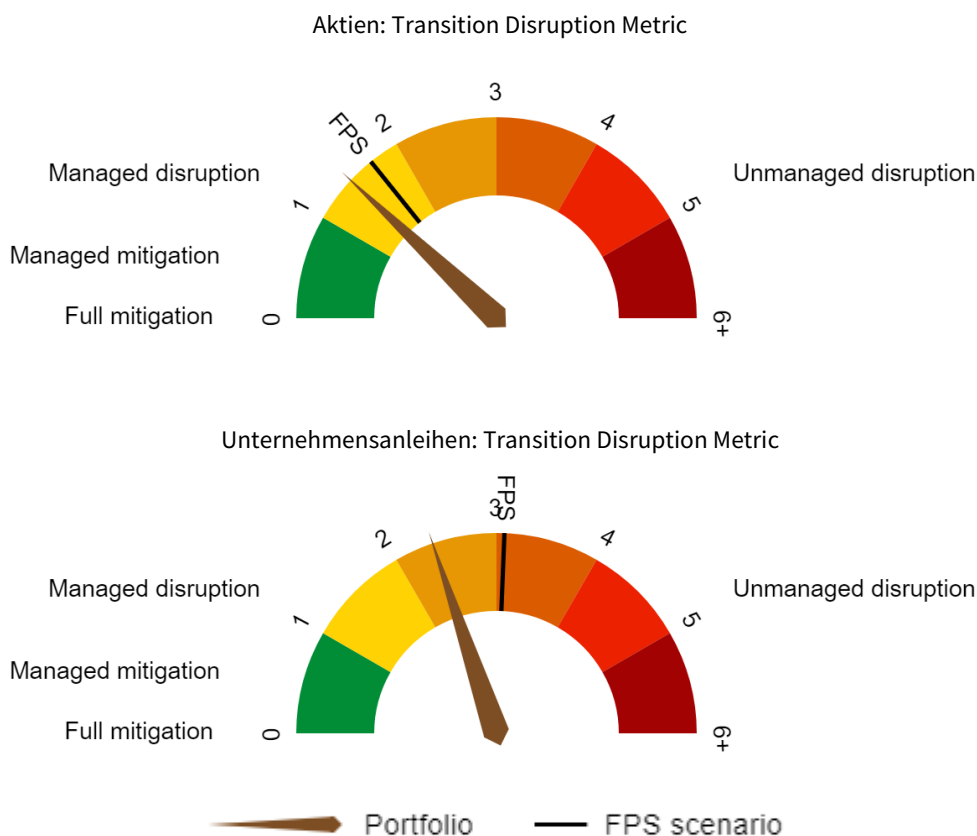 Aktien: Transition Disruption Metric
3
FPS
2
4
Managed disruption
Unmanaged disruption
1
5
Managed mitigation
Full mitigation
0
6+
Unternehmensanleihen: Transition Disruption Metric
FPS
3
2
4
Managed disruption
Unmanaged disruption
1
5
Managed mitigation
Full mitigation
0
6+
Portfolio
FPS scenario